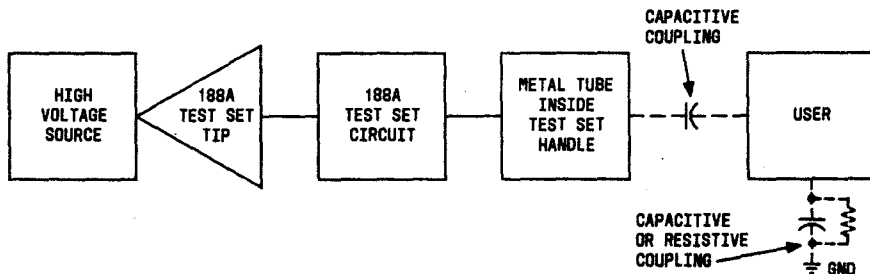 CAPACITIVE
COUPLING
HIGH
VOLTAGE
SOURCE
188A
TEST SET
TIP
188A
TEST SET
CIRCUIT
METAL TUBE
INSIDE
TEST SET
HANDLE
USER
CAPACITIVE
OR RESISTIVE
COUPLING
GND